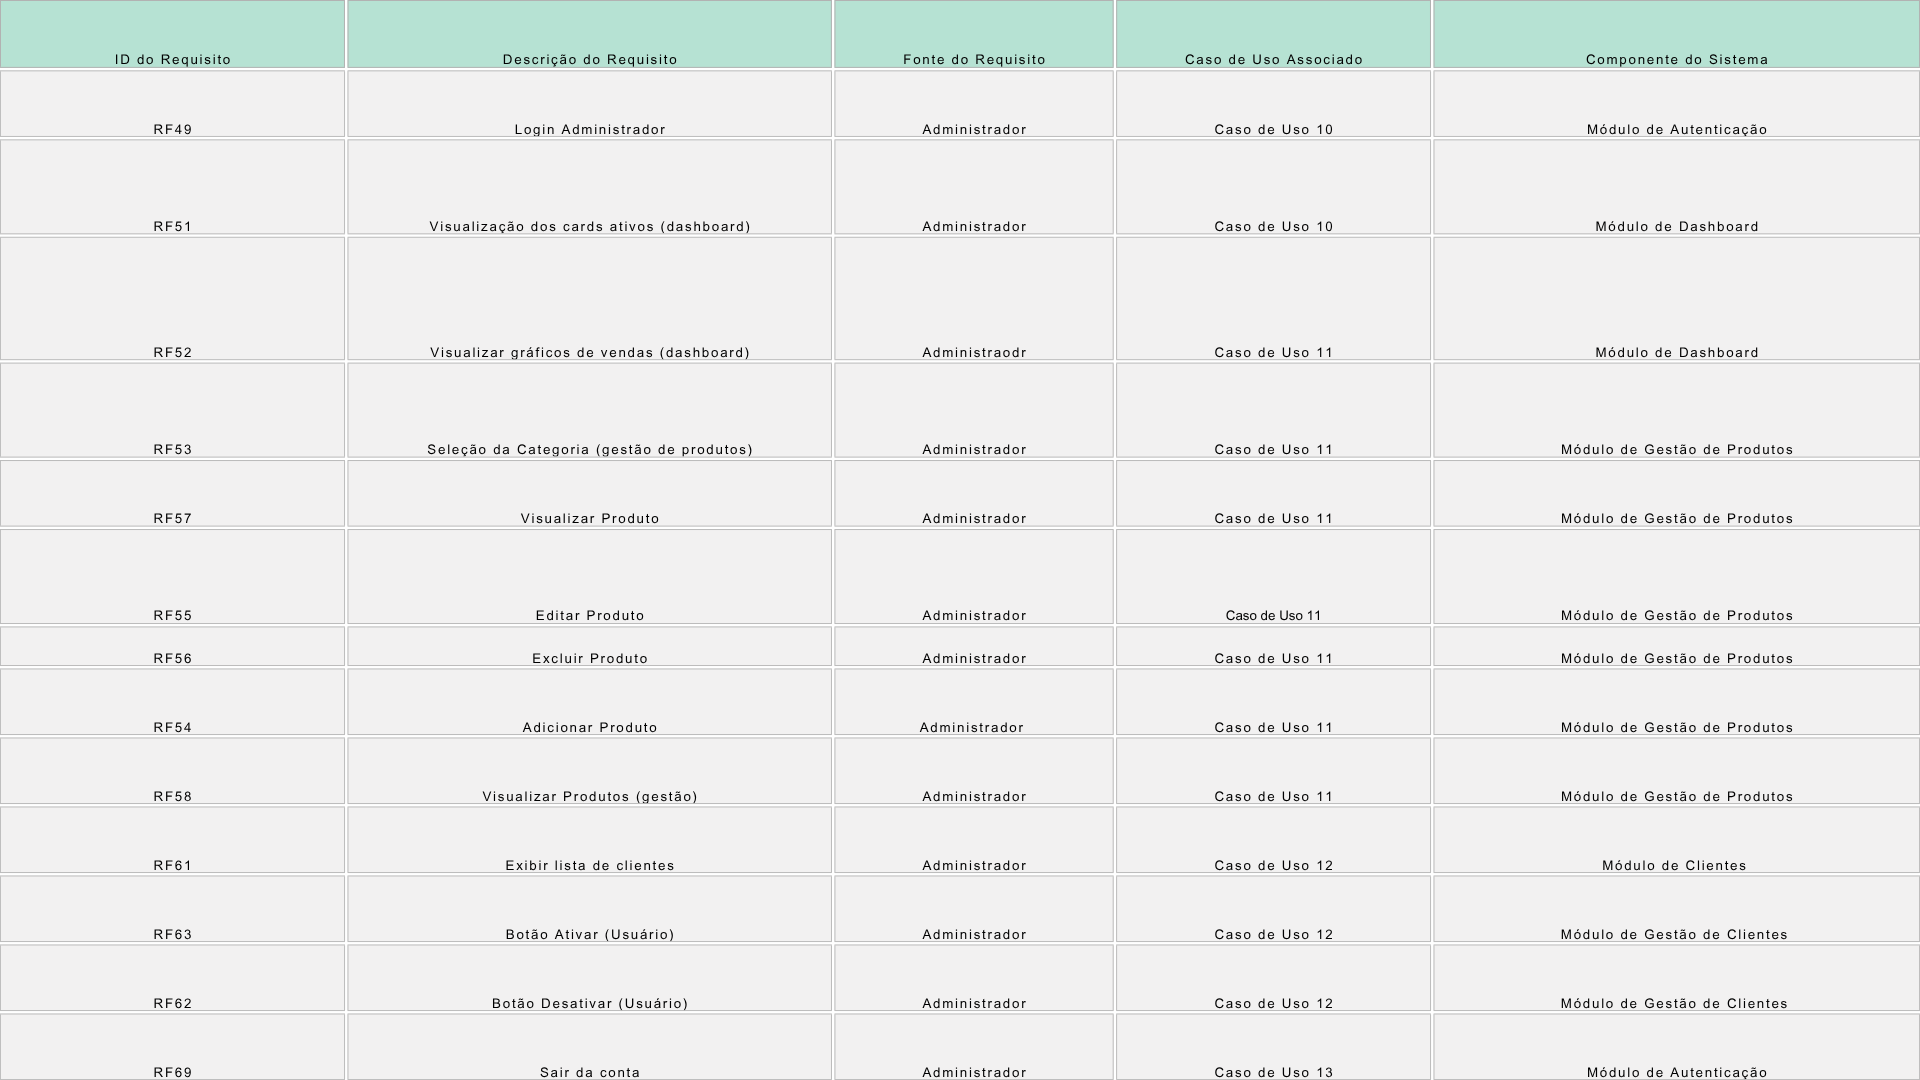 ID do Requisito Descrição do Requisito Fonte do Requisito Caso de Uso Associado Componente do Sistema
RF49 Login Administrador Administrador Caso de Uso 10 Módulo de Autenticação
RF51 Visualização dos cards ativos (dashboard) Administrador Caso de Uso 10 Módulo de Dashboard
RF52 Visualizar gráficos de vendas (dashboard) Administraodr Caso de Uso 11 Módulo de Dashboard
RF53 Seleção da Categoria (gestão de produtos) Administrador Caso de Uso 11 Módulo de Gestão de Produtos
RF57 Visualizar Produto Administrador Caso de Uso 11 Módulo de Gestão de Produtos
RF55 Editar Produto Administrador Caso de Uso 11 Módulo de Gestão de Produtos
RF56 Excluir Produto Administrador Caso de Uso 11 Módulo de Gestão de Produtos
RF54 Adicionar Produto Administrador Caso de Uso 11 Módulo de Gestão de Produtos
RF58 Visualizar Produtos (gestão) Administrador Caso de Uso 11 Módulo de Gestão de Produtos
RF61 Exibir lista de clientes Administrador Caso de Uso 12 Módulo de Clientes
RF63 Botão Ativar (Usuário) Administrador Caso de Uso 12 Módulo de Gestão de Clientes
RF62 Botão Desativar (Usuário) Administrador Caso de Uso 12 Módulo de Gestão de Clientes
RF69 Sair da conta Administrador Caso de Uso 13 Módulo de Autenticação